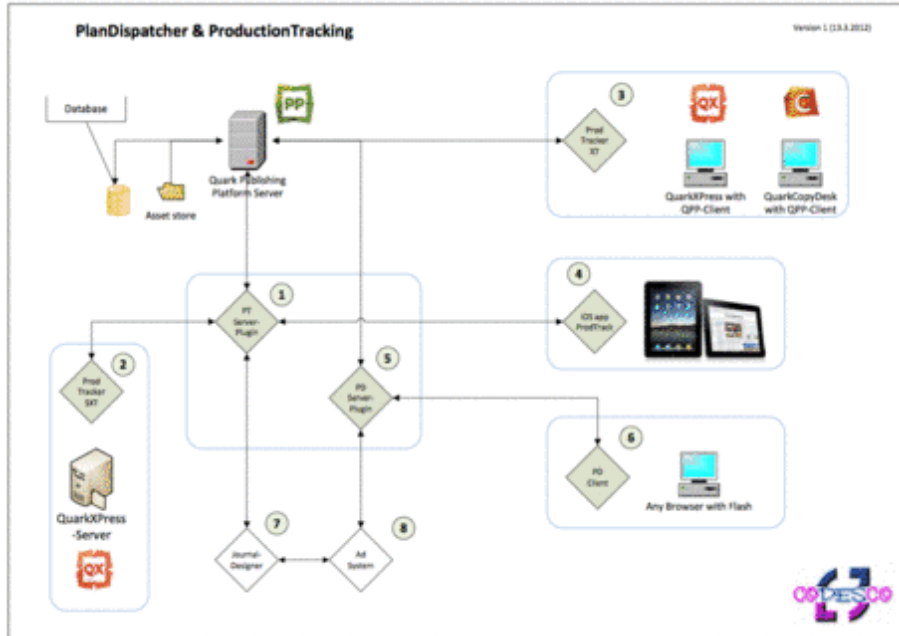 PlanDispatcher & ProductionTracking
Version 1 (13.3.2012)
Database
PP
Quark Publishing
Platform Server
Asset store
3
Prod
Tracker
XT
QX
C
QuarkXPress with
QPP-Client
QuarkCopyDesk
with QPP-Client
1
PT
Server-
Plugin
4
iOS app
ProdTrack
2
Prod
Tracker
SXT
5
PD
Server-
Plugin
QuarkXPress
-Server
QX
6
PD
Client
Any Browser with Flash
7
Journal-
Designer
8
Ad
System
CODESCO